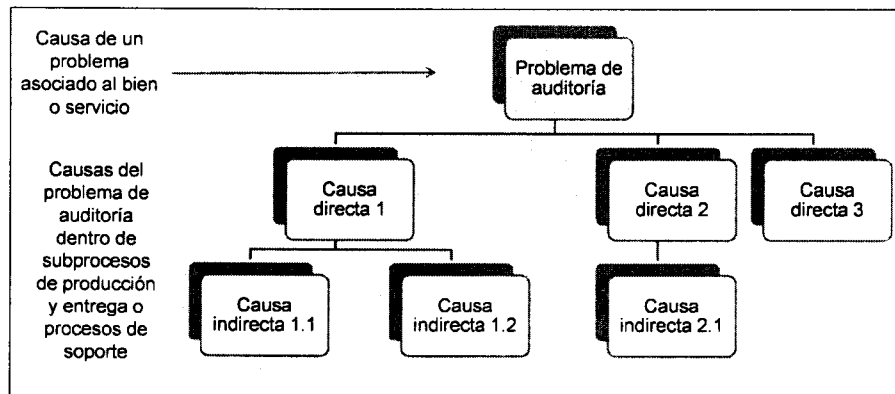 Causa de un
problema
asociado al bien
o servicio
Problema de
auditoría
Causas del
problema de
auditoría
dentro de
subprocesos
de producción
y entrega o
procesos de
soporte
Causa
directa 1
Causa
directa 2
Causa
directa 3
Causa
indirecta 1.1
Causa
indirecta 1.2
Causa
indirecta 2.1